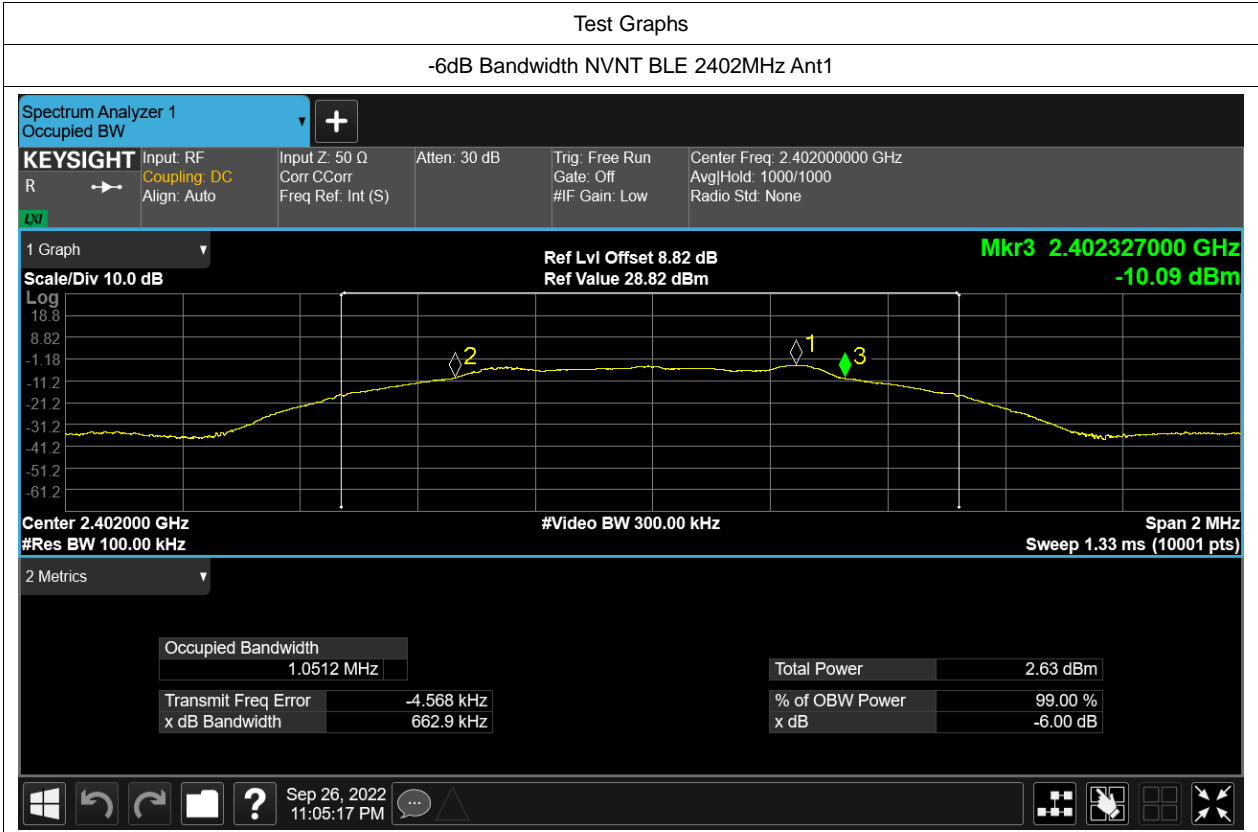 Test Graphs
-6dB Bandwidth NVNT BLE 2402MHz Ant1
Spectrum Analyzer 1
Occupied BW
KEYSIGHT
R
LXI
Input: RF
Coupling: DC
Align: Auto
Input Z: 50 Ω
Corr CCorr
Freq Ref: Int (S)
Atten: 30 dB
Trig: Free Run
Gate: Off
#IF Gain: Low
Center Freq: 2.402000000 GHz
Avg|Hold: 1000/1000
Radio Std: None
1 Graph
Scale/Div 10.0 dB
Ref Lvl Offset 8.82 dB
Ref Value 28.82 dBm
Mkr3 2.402327000 GHz
-10.09 dBm
Log
18.8
8.82
-1.18
-11.2
-21.2
-31.2
-41.2
-51.2
-61.2
2
1
3
Center 2.402000 GHz
#Res BW 100.00 kHz
#Video BW 300.00 kHz
Span 2 MHz
Sweep 1.33 ms (10001 pts)
2 Metrics
Occupied Bandwidth
1.0512 MHz
Transmit Freq Error -4.568 kHz
x dB Bandwidth 662.9 kHz
Total Power 2.63 dBm
% of OBW Power 99.00 %
x dB -6.00 dB
?
Sep 26, 2022
11:05:17 PM